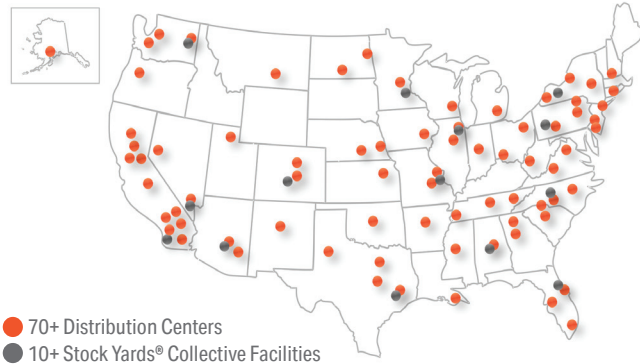 70+ Distribution Centers
10+ Stock Yards® Collective Facilities